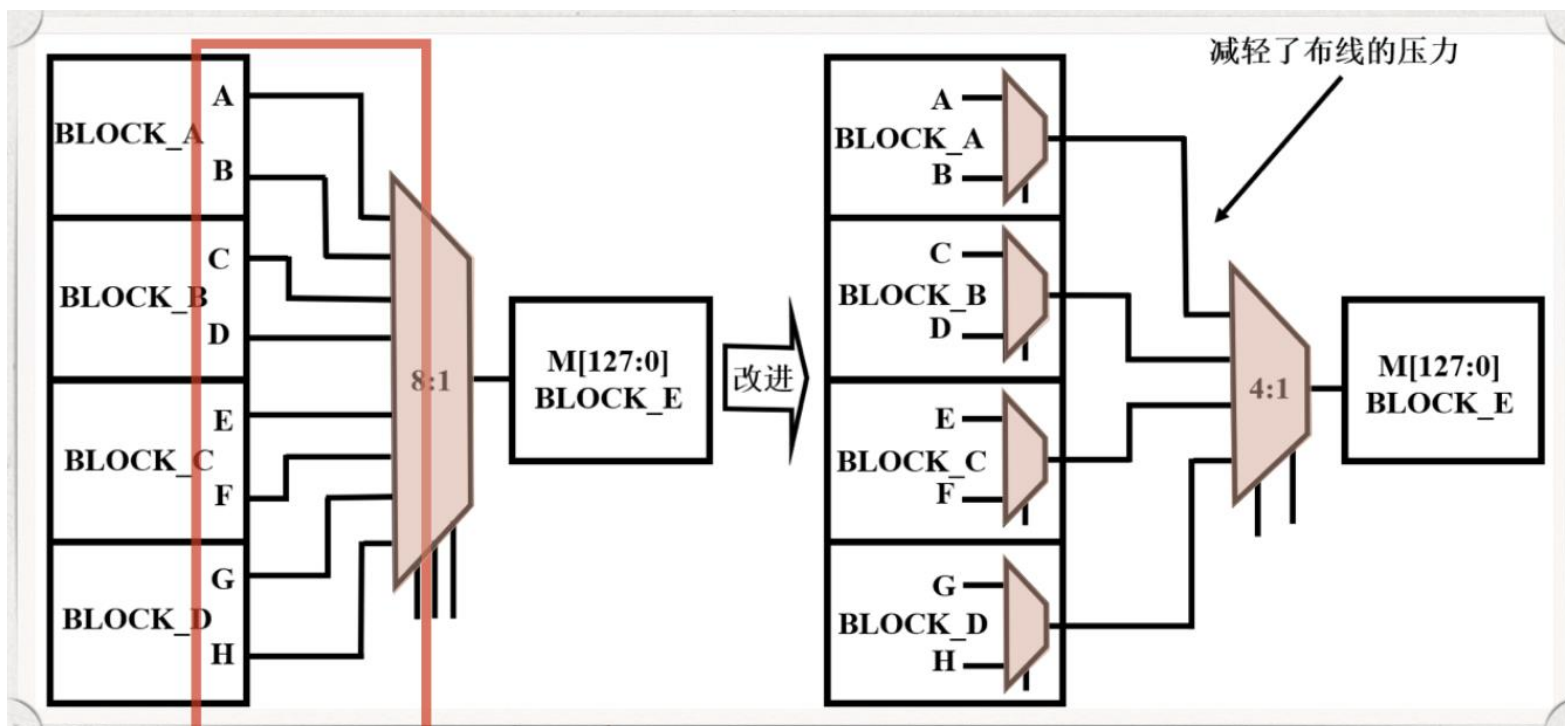 A
BLOCK_A
B
C
BLOCK_B
D
E
BLOCK_C
F
G
BLOCK_D
H
8:1
M[127:0]
BLOCK_E
改进
减轻了布线的压力
A
BLOCK_A
B
C
BLOCK_B
D
E
BLOCK_C
F
G
BLOCK_D
H
4:1
M[127:0]
BLOCK_E